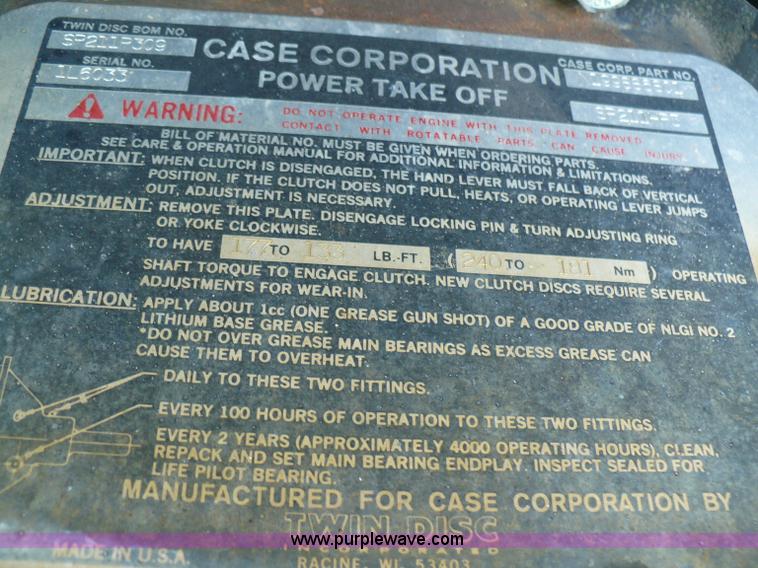 TWIN DISC BOM NO.
SP211P309
SERIAL NO.
1L6033
CASE CORPORATION
POWER TAKE OFF
CASE CORP. PART NO.
WARNING:
DO NOT OPERATE ENGINE WITH THIS PLATE REMOVED
CONTACT WITH ROTATABLE PARTS CAN CAUSE INJURY
BILL OF MATERIAL NO. MUST BE GIVEN WHEN ORDERING PARTS.
SEE CARE & OPERATION MANUAL FOR ADDITIONAL INFORMATION & LIMITATIONS.
IMPORTANT: WHEN CLUTCH IS DISENGAGED, THE HAND LEVER MUST FALL BACK OF VERTICAL
POSITION. IF THE CLUTCH DOES NOT PULL, HEATS, OR OPERATING LEVER JUMPS
OUT, ADJUSTMENT IS NECESSARY.
ADJUSTMENT: REMOVE THIS PLATE. DISENGAGE LOCKING PIN & TURN ADJUSTING RING
OR YOKE CLOCKWISE.
TO HAVE 177 TO 133 LB.-FT. (240 TO 181 Nm) OPERATING
SHAFT TORQUE TO ENGAGE CLUTCH. NEW CLUTCH DISCS REQUIRE SEVERAL
ADJUSTMENTS FOR WEAR-IN.
LUBRICATION: APPLY ABOUT 1cc (ONE GREASE GUN SHOT) OF A GOOD GRADE OF NLGI NO. 2
LITHIUM BASE GREASE.
*DO NOT OVER GREASE MAIN BEARINGS AS EXCESS GREASE CAN
CAUSE THEM TO OVERHEAT.
DAILY TO THESE TWO FITTINGS.
EVERY 100 HOURS OF OPERATION TO THESE TWO FITTINGS.
EVERY 2 YEARS (APPROXIMATELY 4000 OPERATING HOURS), CLEAN,
REPACK AND SET MAIN BEARING ENDPLAY. INSPECT SEALED FOR
LIFE PILOT BEARING.
MANUFACTURED FOR CASE CORPORATION BY
TWIN DISC
INCORPORATED
MADE IN U.S.A.
RACINE, WI. 53403
www.purplewave.com